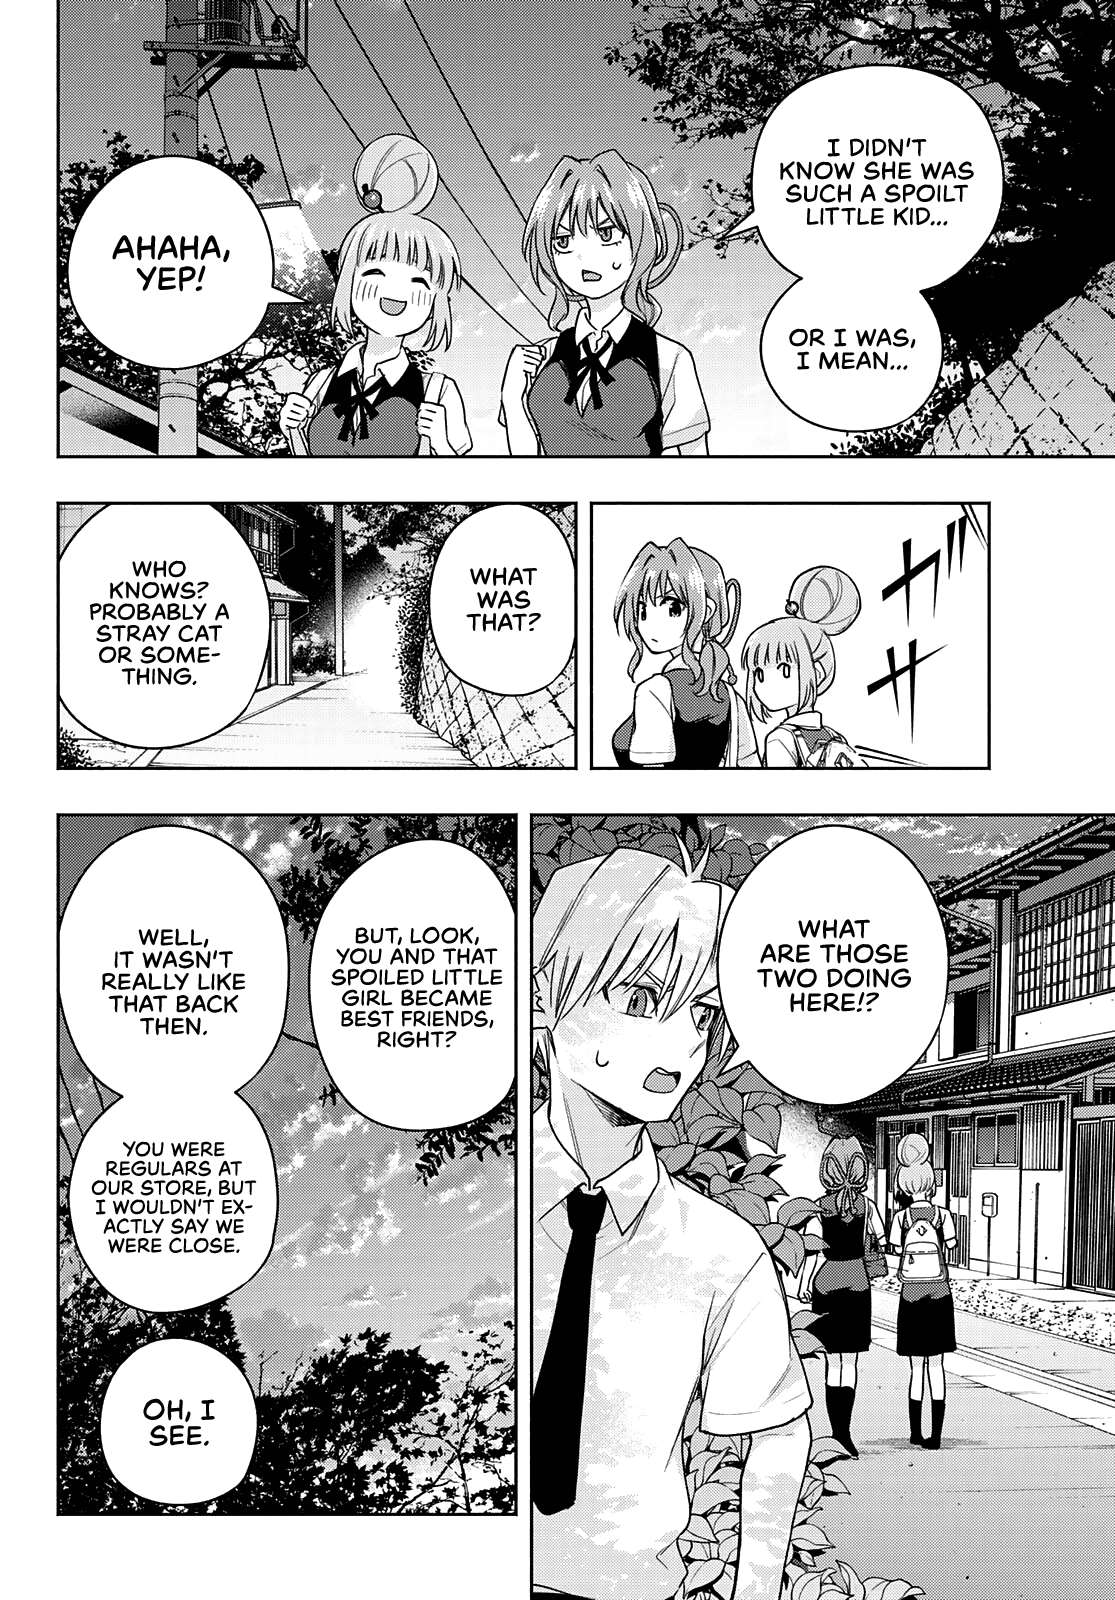 I DIDN'T
KNOW SHE WAS
SUCH A SPOILT
LITTLE KID...
OR I WAS,
I MEAN...
AHAHA,
YEP!
ガサッ
WHAT
WAS
THAT?
WHO
KNOWS?
PROBABLY A
STRAY CAT
OR SOME-
THING.
WHAT
ARE THOSE
TWO DOING
HERE!?
BUT, LOOK,
YOU AND THAT
SPOILED LITTLE
GIRL BECAME
BEST FRIENDS,
RIGHT?
WELL,
IT WASN'T
REALLY LIKE
THAT BACK
THEN.
YOU WERE
REGULARS AT
OUR STORE, BUT
I WOULDN'T EX-
ACTLY SAY WE
WERE CLOSE.
OH, I
SEE.